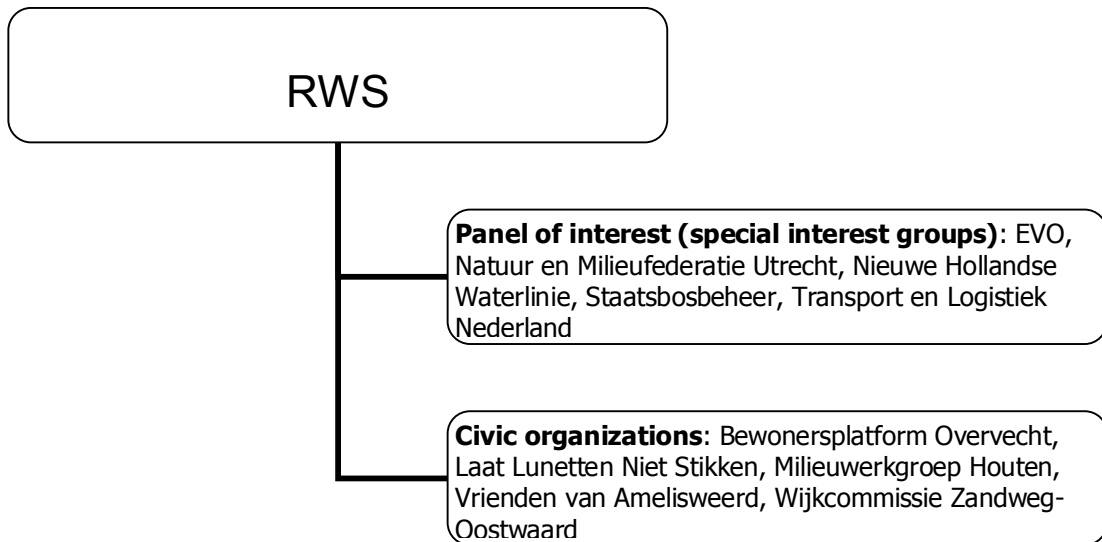 RWS
Panel of interest (special interest groups): EVO,
Natuur en Milieufederatie Utrecht, Nieuwe Hollandse
Waterlinie, Staatsbosbeheer, Transport en Logistiek
Nederland
Civic organizations: Bewonersplatform Overvecht,
Laat Lunetten Niet Stikken, Milieuwerkgroep Houten,
Vrienden van Amelisweerd, Wijkcommissie Zandweg-
Oostwaard